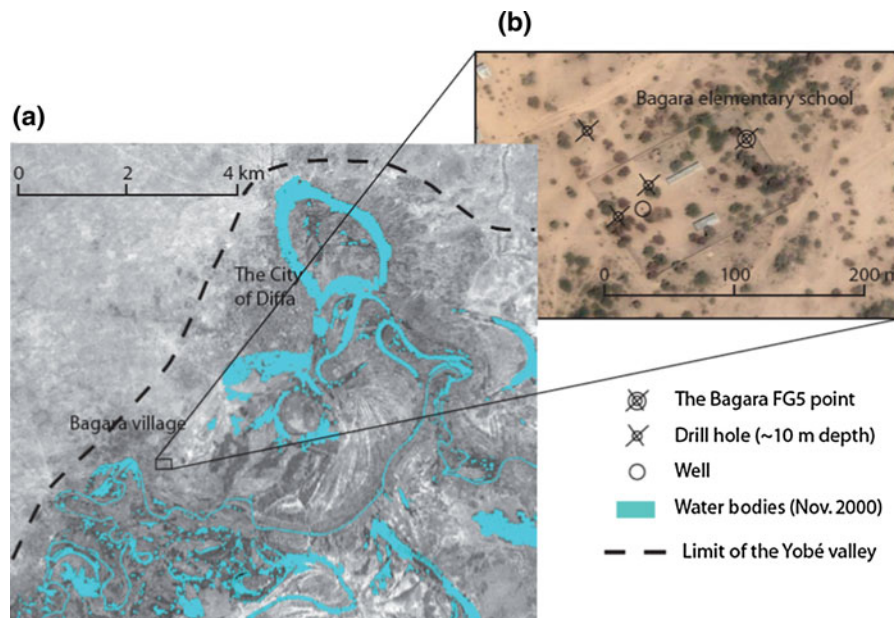 (a)
0 2 4 km
The City
of Diffa
Bagara village
(b)
Bagara elementary school
0 100 200 m
The Bagara FG5 point
Drill hole (~10 m depth)
Well
Water bodies (Nov. 2000)
Limit of the Yobé valley